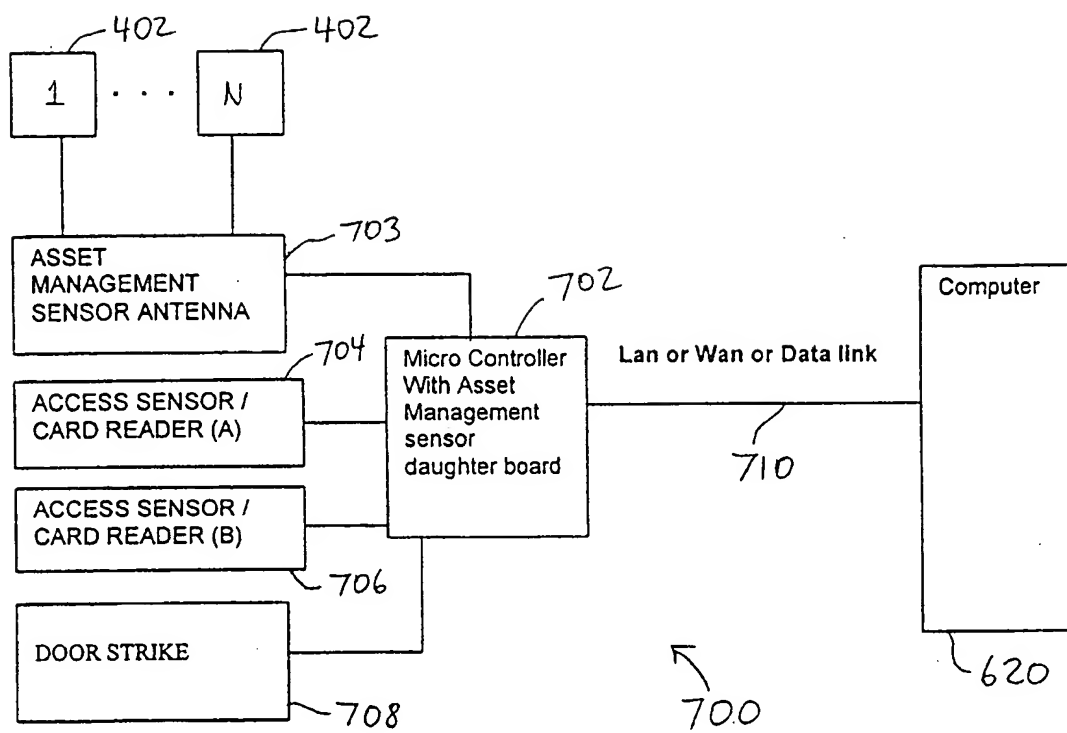 402
402
1 . . . N
703
ASSET
MANAGEMENT
SENSOR ANTENNA
702
Computer
704
Micro Controller
With Asset
Management
sensor
daughter board
Lan or Wan or Data link
ACCESS SENSOR /
CARD READER (A)
710
ACCESS SENSOR /
CARD READER (B)
706
DOOR STRIKE
708
700
620